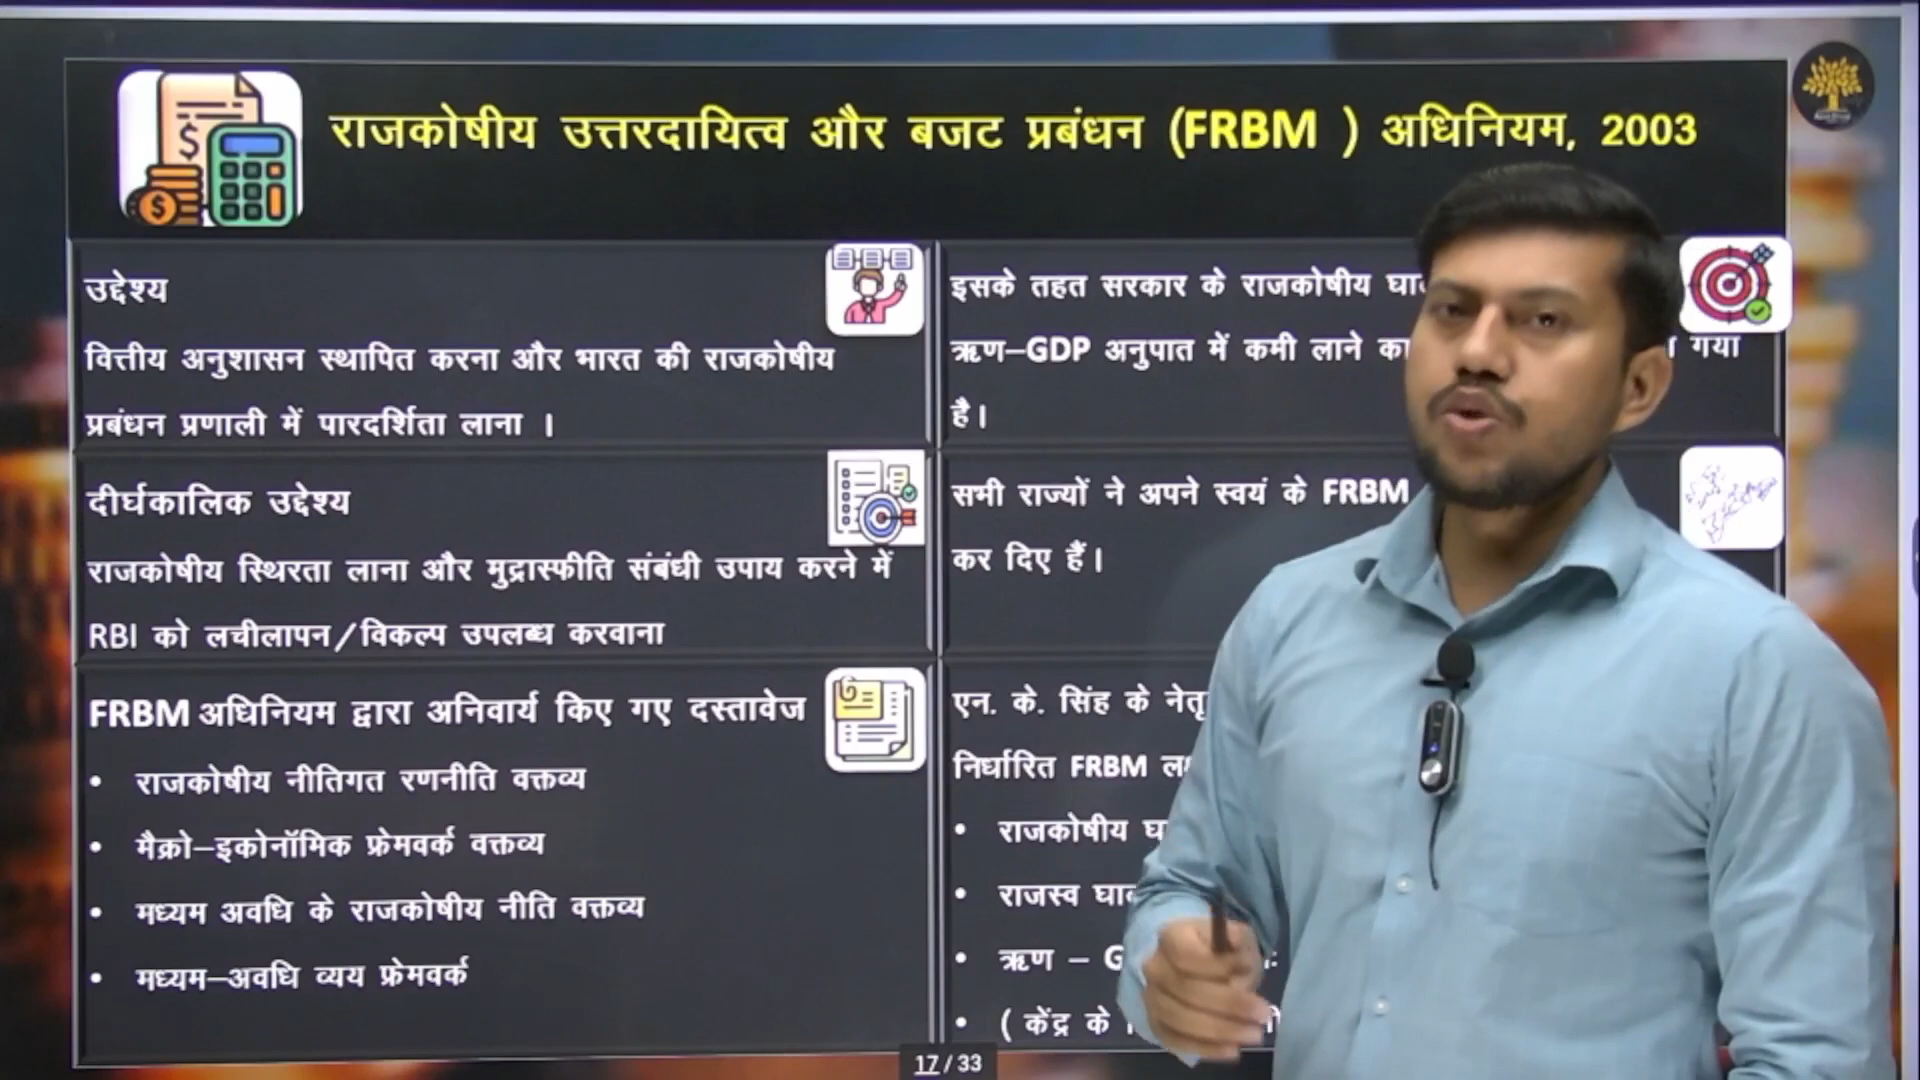 राजकोषीय उत्तरदायित्व और बजट प्रबंधन (FRBM ) अधिनियम, 2003
उद्देश्य
वित्तीय अनुशासन स्थापित करना और भारत की राजकोषीय
प्रबंधन प्रणाली में पारदर्शिता लाना ।
दीर्घकालिक उद्देश्य
राजकोषीय स्थिरता लाना और मुद्रास्फीति संबंधी उपाय करने में
RBI को लचीलापन/विकल्प उपलब्ध करवाना
FRBM अधिनियम द्वारा अनिवार्य किए गए दस्तावेज
• राजकोषीय नीतिगत रणनीति वक्तव्य
• मैक्रो–इकोनॉमिक फ्रेमवर्क वक्तव्य
• मध्यम अवधि के राजकोषीय नीति वक्तव्य
• मध्यम–अवधि व्यय फ्रेमवर्क
इसके तहत सरकार के राजकोषीय
ऋण–GDP अनुपात में कमी लाने का गया
है।
सभी राज्यों ने अपने स्वयं के FRBM
कर दिए हैं।
एन. के. सिंह के
निर्धारित FRBM
• राजकोषीय
• राजस्व
• ऋण –
• ( केंद्र के
17 / 33